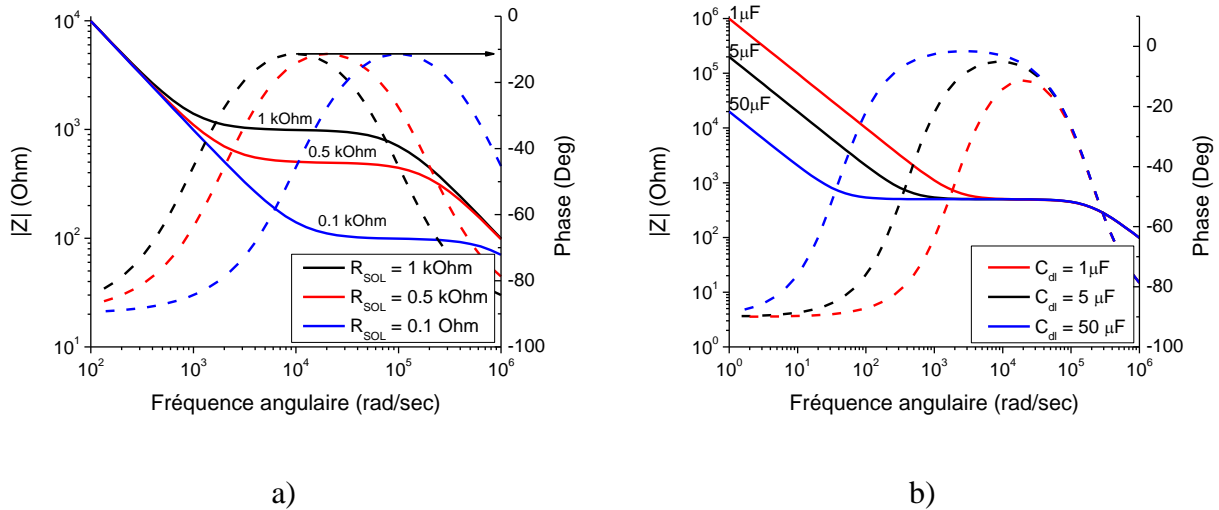 10^4
10^3
10^2
10^1
10^2
10^3
10^4
10^5
10^6
0
-20
-40
-60
-80
-100
|Z| (Ohm)
Phase (Deg)
Fréquence angulaire (rad/sec)
1 kOhm
0.5 kOhm
0.1 kOhm
R_SOL = 1 kOhm
R_SOL = 0.5 kOhm
R_SOL = 0.1 Ohm
a)
10^6
10^5
10^4
10^3
10^2
10^1
10^0
10^0
10^1
10^2
10^3
10^4
10^5
10^6
0
-20
-40
-60
-80
-100
|Z| (Ohm)
Phase (Deg)
Fréquence angulaire (rad/sec)
1μF
5μF
50μF
C_dl = 1μF
C_dl = 5 μF
C_dl = 50 μF
b)